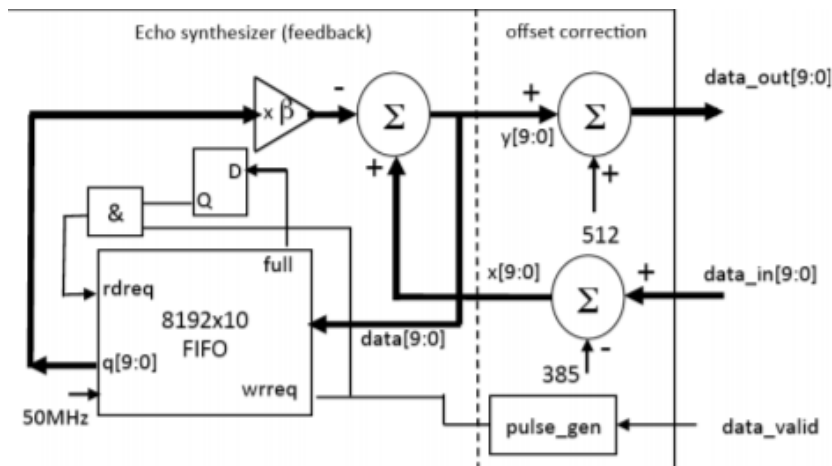 Echo synthesizer (feedback)
offset correction
x β
-
Σ
+
+
Σ
+
data_out[9:0]
y[9:0]
512
D
Q
&
full
rdreq
8192x10
FIFO
q[9:0]
wrreq
50MHz
data[9:0]
x[9:0]
Σ
+
-
data_in[9:0]
385
pulse_gen
data_valid